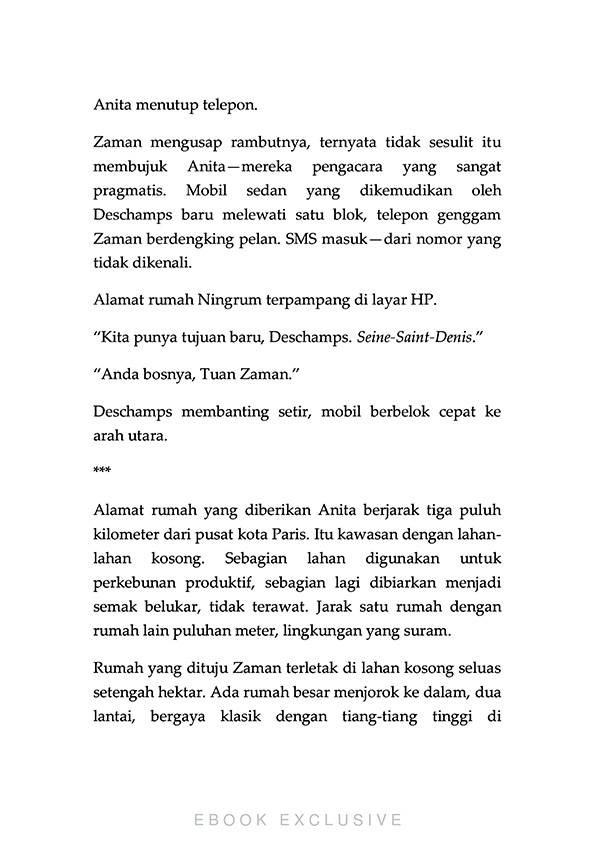 Anita menutup telepon.
Zaman mengusap rambutnya, ternyata tidak sesulit itu
membujuk Anita—mereka pengacara yang sangat
pragmatis. Mobil sedan yang dikemudikan oleh
Deschamps baru melewati satu blok, telepon genggam
Zaman berdengking pelan. SMS masuk—dari nomor yang
tidak dikenali.
Alamat rumah Ningrum terpampang di layar HP.
“Kita punya tujuan baru, Deschamps. Seine-Saint-Denis.”
“Anda bosnya, Tuan Zaman.”
Deschamps membanting setir, mobil berbelok cepat ke
arah utara.
***
Alamat rumah yang diberikan Anita berjarak tiga puluh
kilometer dari pusat kota Paris. Itu kawasan dengan lahan-
lahan kosong. Sebagian lahan digunakan untuk
perkebunan produktif, sebagian lagi dibiarkan menjadi
semak belukar, tidak terawat. Jarak satu rumah dengan
rumah lain puluhan meter, lingkungan yang suram.
Rumah yang dituju Zaman terletak di lahan kosong seluas
setengah hektar. Ada rumah besar menjorok ke dalam, dua
lantai, bergaya klasik dengan tiang-tiang tinggi di
EBOOK EXCLUSIVE